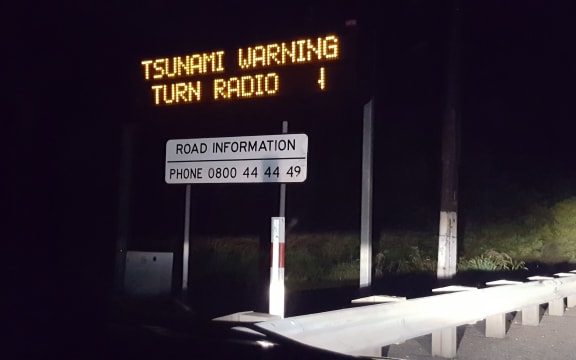 TSUNAMI WARNING
TURN RADIO
ROAD INFORMATION
PHONE 0800 44 44 49